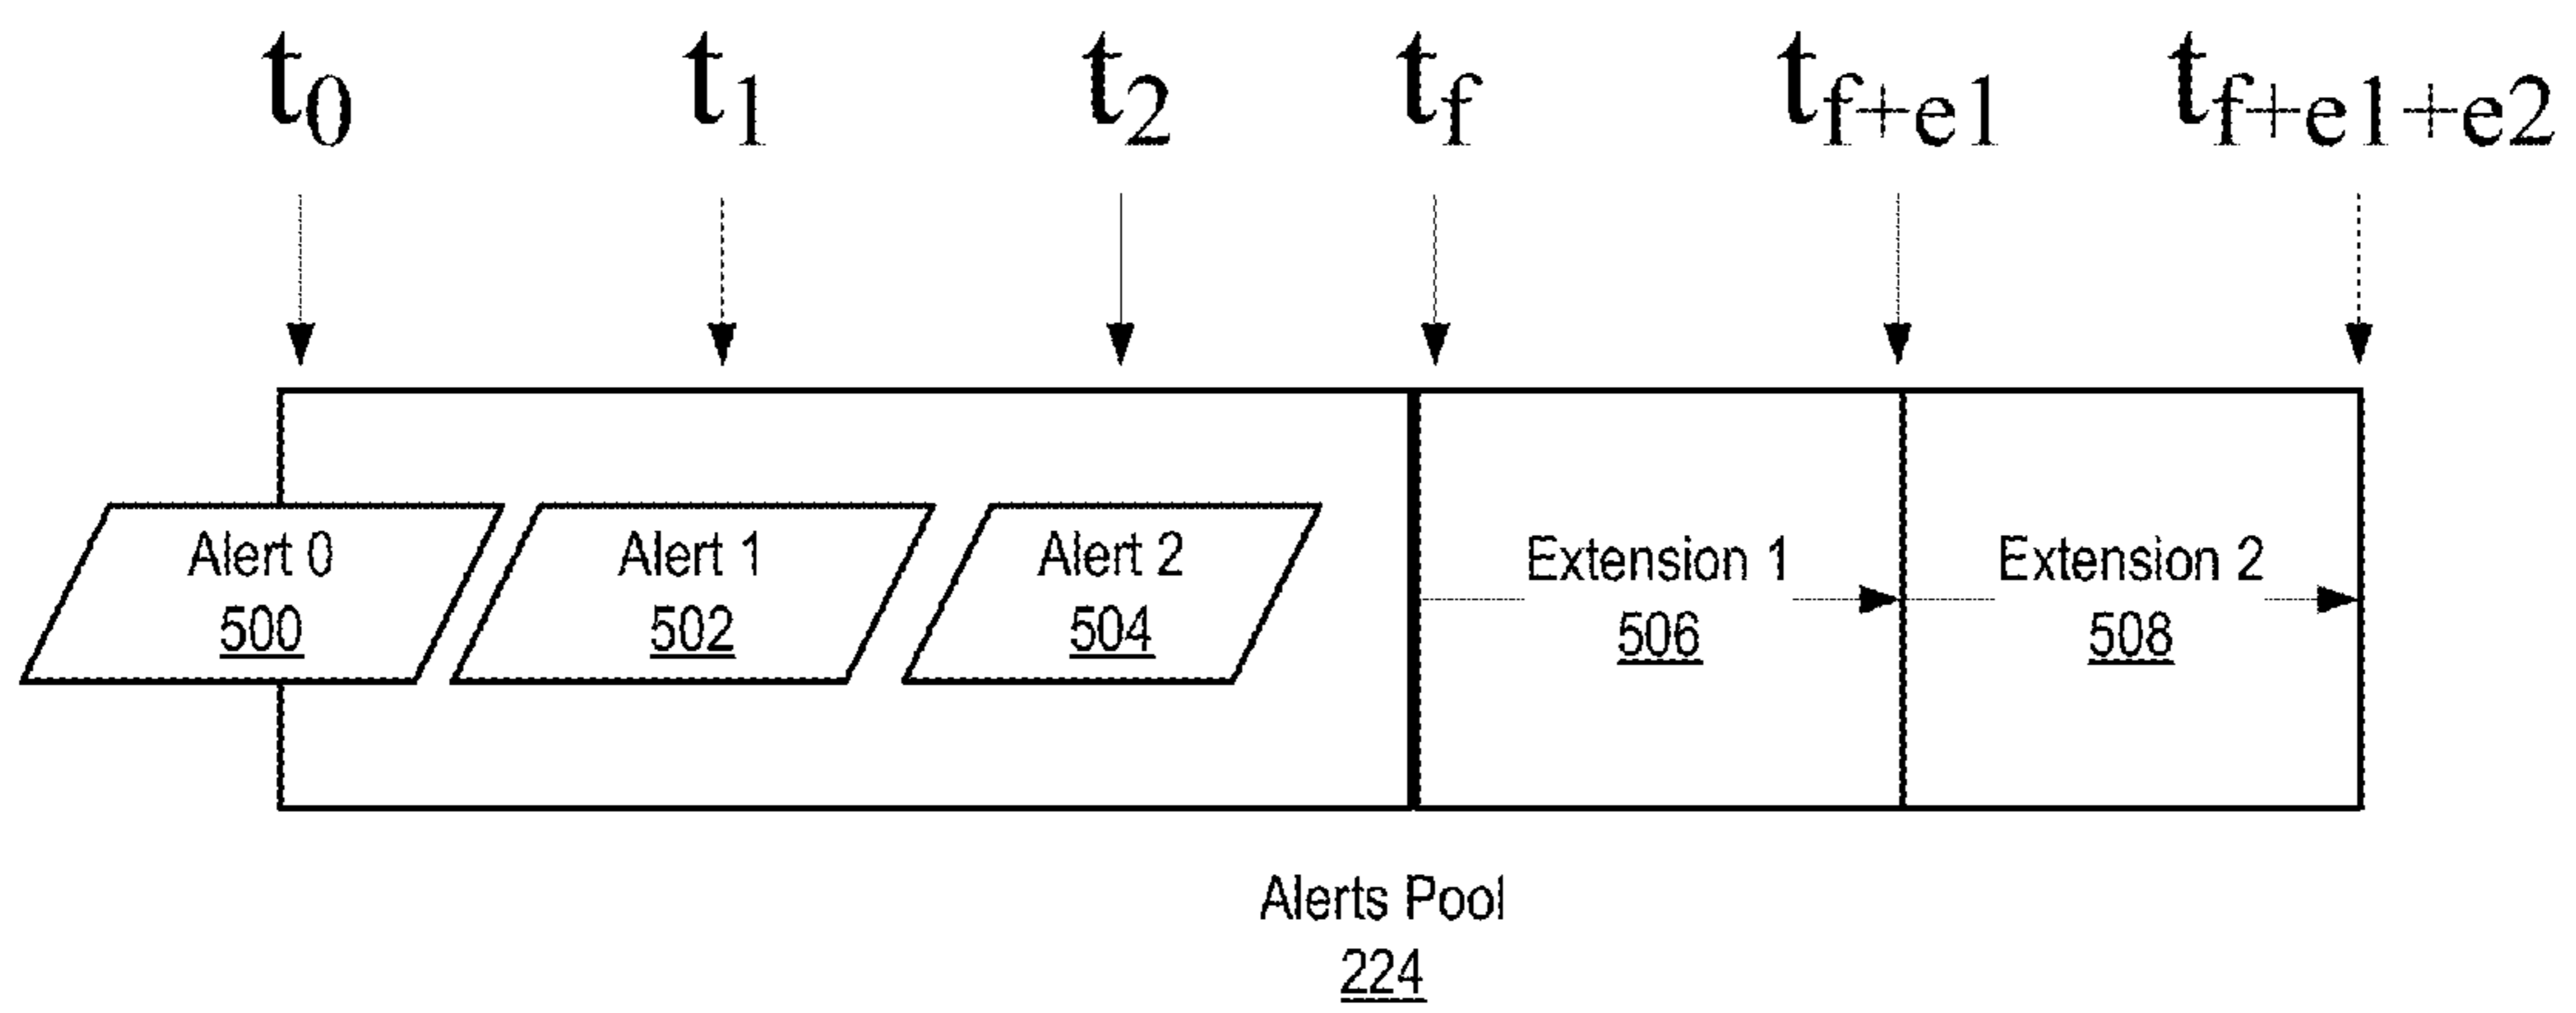 t0 t1 t2 tf tf+e1 tf+e1+e2
Alert 0 Alert 1 Alert 2 Extension 1 Extension 2
500 502 504 506 508
Alerts Pool
224